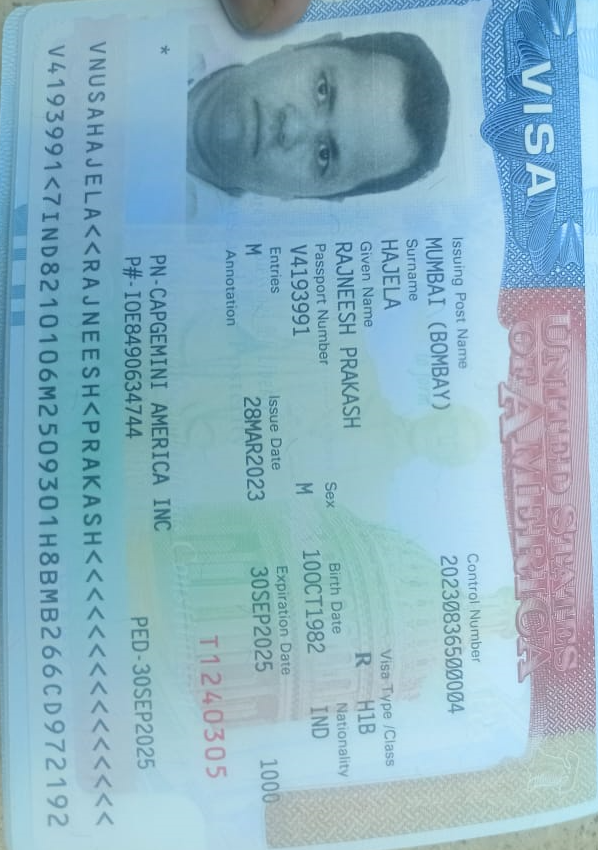 VISA
UNITED STATES
OF AMERICA
Issuing Post Name
MUMBAI (BOMBAY)
Control Number
20230836500004
Surname
HAJELA
Visa Type /Class
R H1B
Given Name
RAJNEESH PRAKASH
Passport Number
V4193991
Sex
M
Birth Date
10OCT1982
Nationality
IND
Entries
M
Issue Date
28MAR2023
Expiration Date
30SEP2025
1000
Annotation
T1240305
*
PN-CAPGEMINI AMERICA INC
P#-IOE8490634744
PED-30SEP2025
VNUSAHAJELA<<RAJNEESH<PRAKASH<<<<<<<<<<<<<<<
V4193991<7IND8210106M2509301H8BMB266CD972192